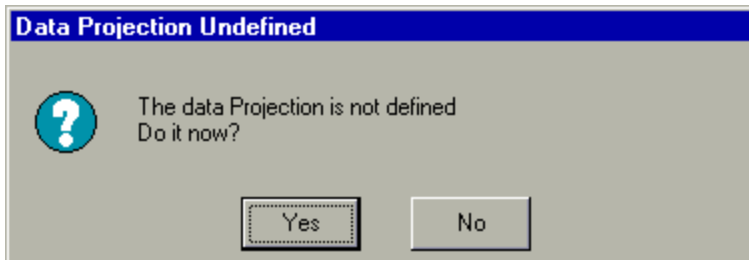 Data Projection Undefined
The data Projection is not defined
Do it now?
Yes No